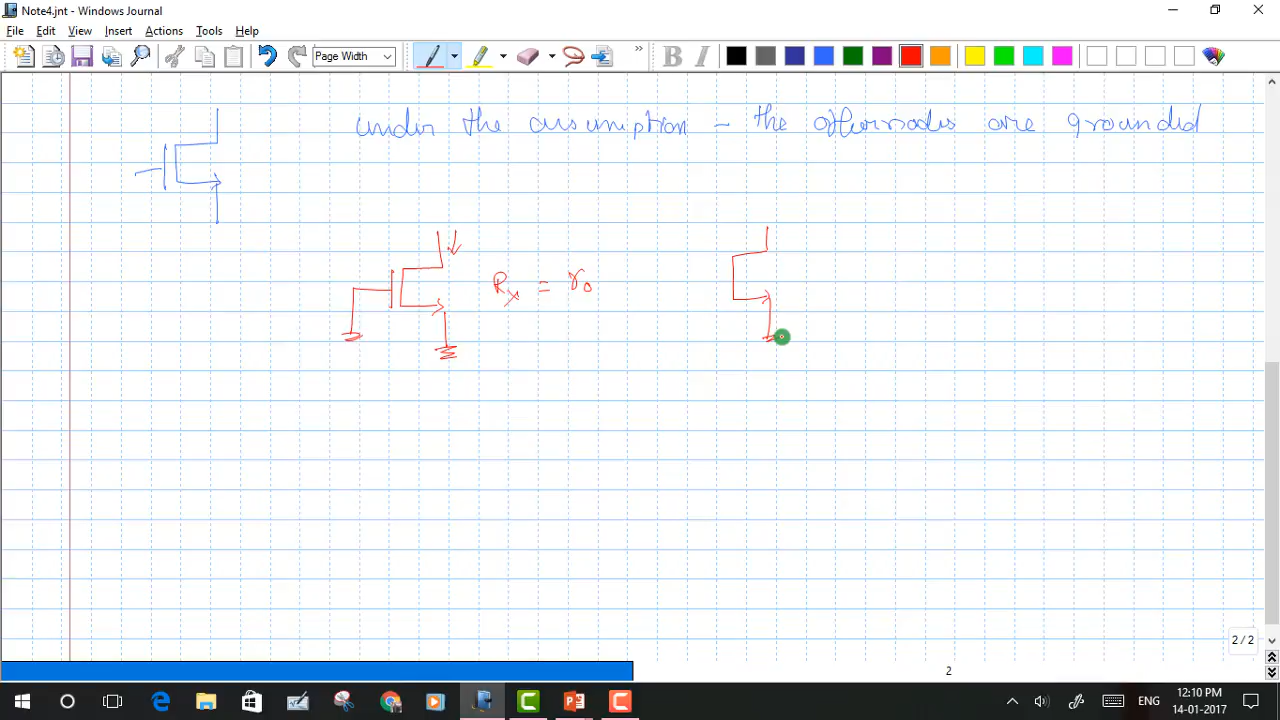 Note4.jnt - Windows Journal
File Edit View Insert Actions Tools Help
Page Width
B I
under the assumption - the other nodes are grounded
Rx = r0
2 / 2
2
ENG
12:10 PM
14-01-2017